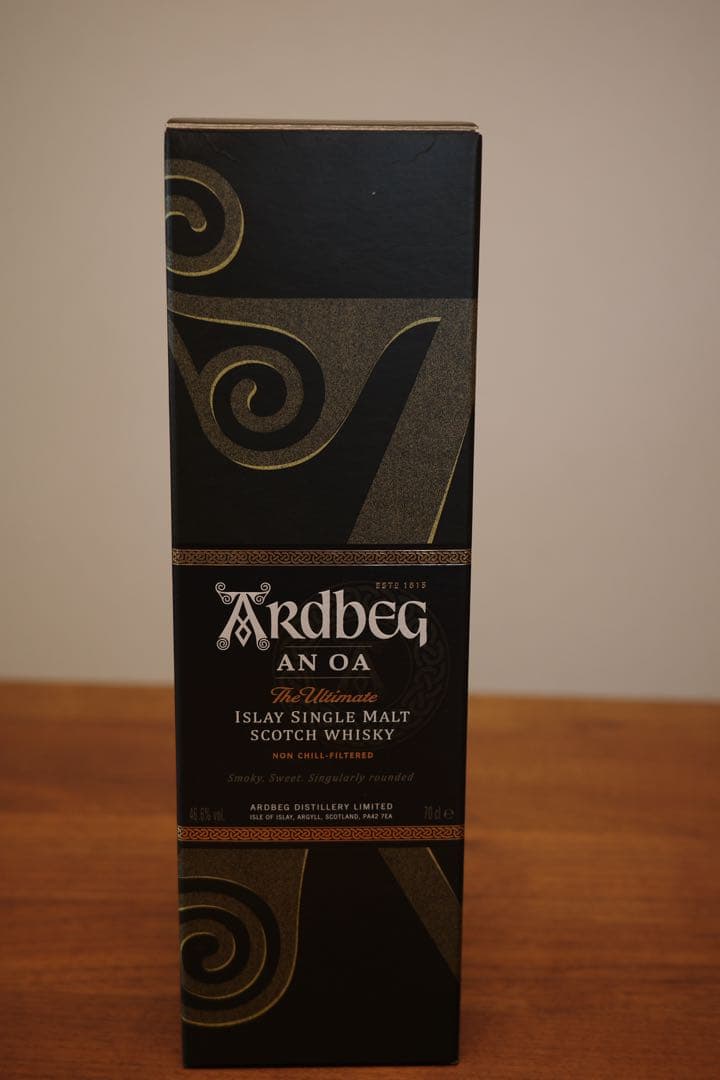 ESTD 1815
ARDBEG
AN OA
The Ultimate
ISLAY SINGLE MALT
SCOTCH WHISKY
NON CHILL-FILTERED
Smoky. Sweet. Singularly rounded
ARDBEG DISTILLERY LIMITED
46.6% vol. ISLE OF ISLAY, ARGYLL, SCOTLAND, PA42 7EA 70 cl e